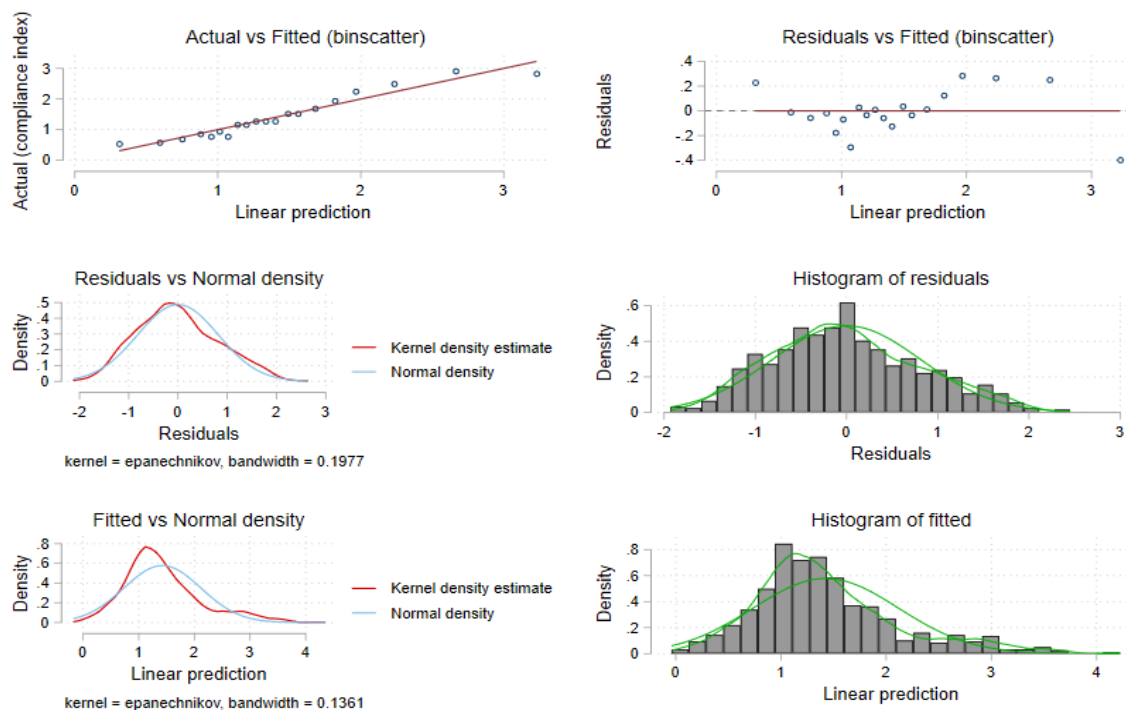 Actual vs Fitted (binscatter)
Actual (compliance index)
3
2
1
0
0 1 2 3
Linear prediction
Residuals vs Fitted (binscatter)
Residuals
.4
.2
0
-.2
-.4
0 1 2 3
Linear prediction
Residuals vs Normal density
Density
.5
.4
.3
.2
.1
0
-2 -1 0 1 2 3
Residuals
Kernel density estimate
Normal density
kernel = epanechnikov, bandwidth = 0.1977
Histogram of residuals
Density
.6
.4
.2
0
-2 -1 0 1 2 3
Residuals
Fitted vs Normal density
Density
.8
.6
.4
.2
0
0 1 2 3 4
Linear prediction
Kernel density estimate
Normal density
kernel = epanechnikov, bandwidth = 0.1361
Histogram of fitted
Density
.8
.6
.4
.2
0
0 1 2 3 4
Linear prediction